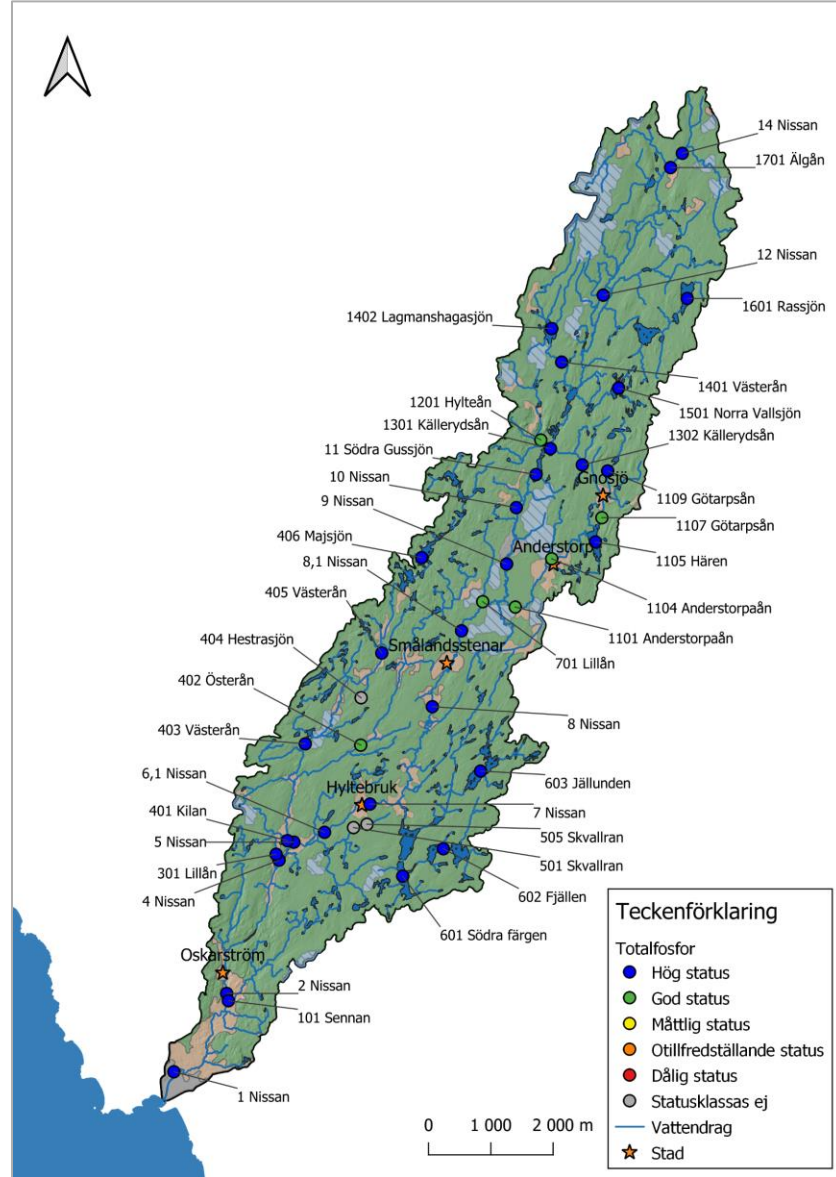 14 Nissan
1701 Älgån
12 Nissan
1601 Rassjön
1402 Lagmanshagasjön
1401 Västerån
1201 Hylteån
1501 Norra Vallsjön
1301 Källerydsån
1302 Källerydsån
11 Södra Gussjön
1109 Götarpsån
10 Nissan
Gnosjö
9 Nissan
1107 Götarpsån
406 Majsjön
Anderstorp
8,1 Nissan
1105 Hären
405 Västerån
1104 Anderstorpaån
404 Hestrasjön
1101 Anderstorpaån
Smålandsstenar
701 Lillån
402 Österån
403 Västerån
8 Nissan
6,1 Nissan
603 Jällunden
Hyltebruk
401 Kilan
7 Nissan
5 Nissan
505 Skvallran
301 Lillån
501 Skvallran
4 Nissan
602 Fjällen
601 Södra färgen
Oskarström
2 Nissan
101 Sennan
1 Nissan
0 1 000 2 000 m
Teckenförklaring
Totalfosfor
Hög status
God status
Måttlig status
Otillfredställande status
Dålig status
Statusklassas ej
Vattendrag
Stad